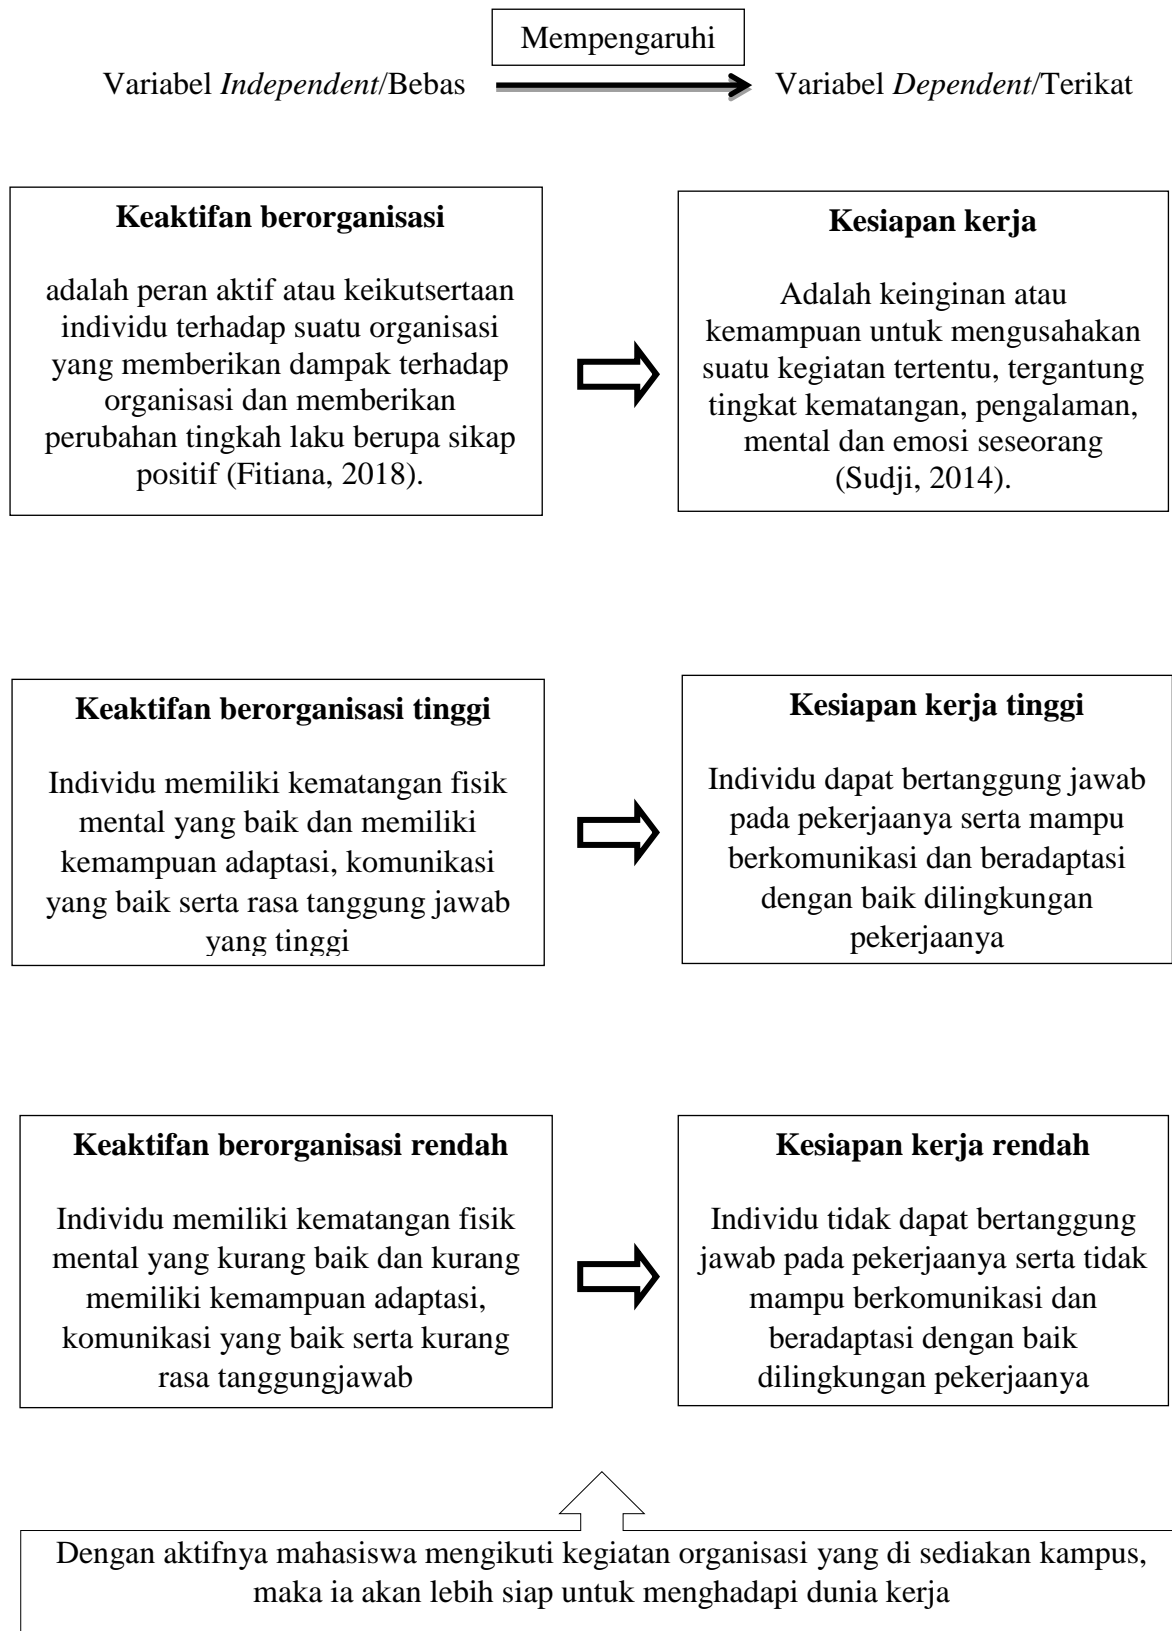 Mempengaruhi
Variabel Independent/Bebas
Variabel Dependent/Terikat
Keaktifan berorganisasi
adalah peran aktif atau keikutsertaan
individu terhadap suatu organisasi
yang memberikan dampak terhadap
organisasi dan memberikan
perubahan tingkah laku berupa sikap
positif (Fitiana, 2018).
Kesiapan kerja
Adalah keinginan atau
kemampuan untuk mengusahakan
suatu kegiatan tertentu, tergantung
tingkat kematangan, pengalaman,
mental dan emosi seseorang
(Sudji, 2014).
Keaktifan berorganisasi tinggi
Individu memiliki kematangan fisik
mental yang baik dan memiliki
kemampuan adaptasi, komunikasi
yang baik serta rasa tanggung jawab
yang tinggi
Kesiapan kerja tinggi
Individu dapat bertanggung jawab
pada pekerjaanya serta mampu
berkomunikasi dan beradaptasi
dengan baik dilingkungan
pekerjaanya
Keaktifan berorganisasi rendah
Individu memiliki kematangan fisik
mental yang kurang baik dan kurang
memiliki kemampuan adaptasi,
komunikasi yang baik serta kurang
rasa tanggungjawab
Kesiapan kerja rendah
Individu tidak dapat bertanggung
jawab pada pekerjaanya serta tidak
mampu berkomunikasi dan
beradaptasi dengan baik
dilingkungan pekerjaanya
Dengan aktifnya mahasiswa mengikuti kegiatan organisasi yang di sediakan kampus,
maka ia akan lebih siap untuk menghadapi dunia kerja